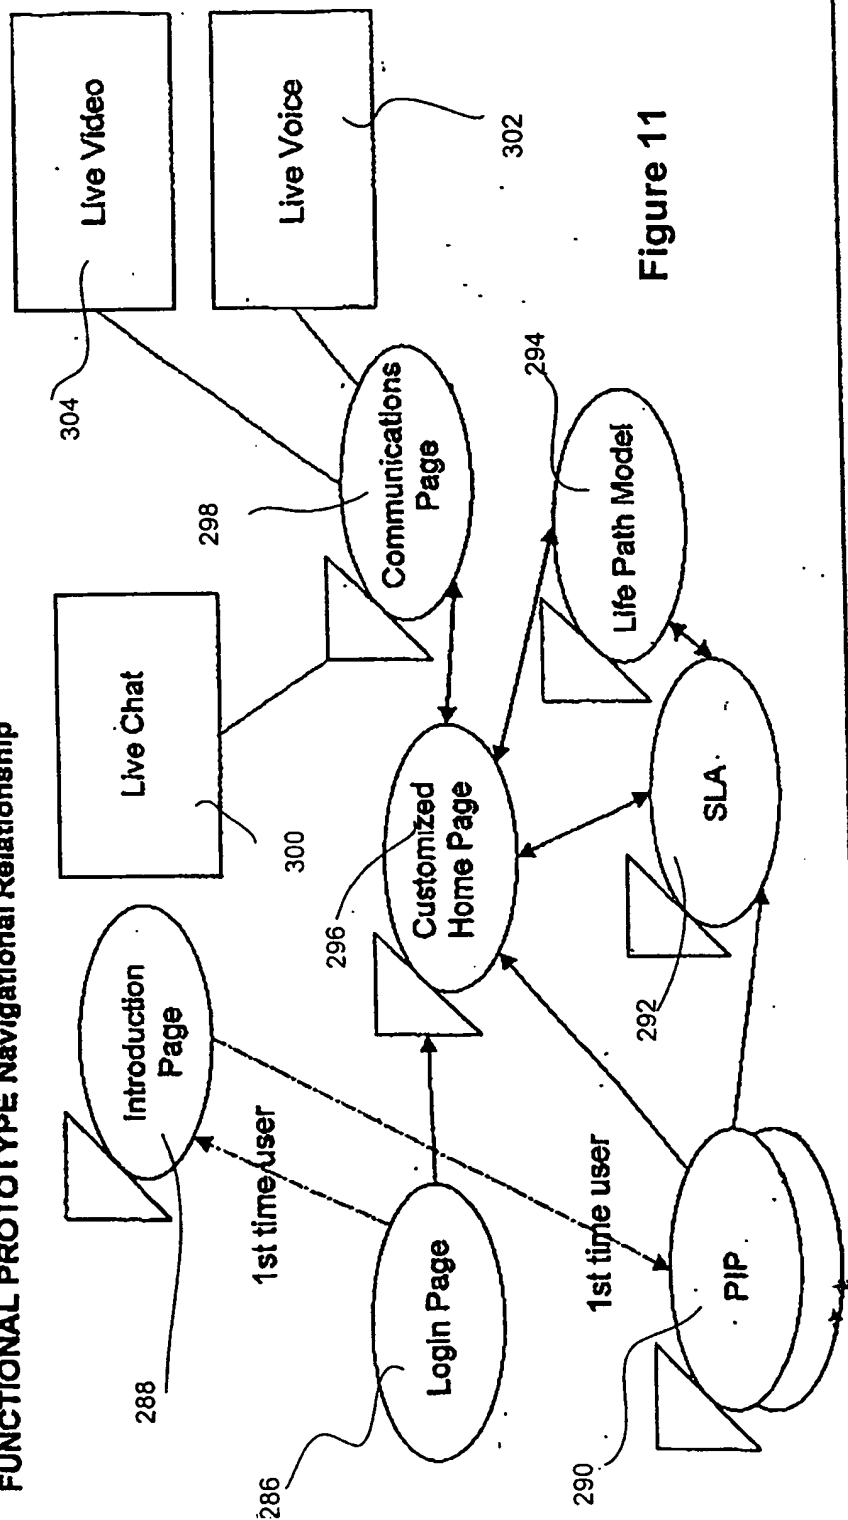 FUNCTIONAL PROTOTYPE Navigational Relationship
288
Introduction
Page
Live Chat
300
304
Live Video
Live Voice
302
298
Communications
Page
1st time user
286
Login Page
296
Customized
Home Page
294
Life Path Model
1st time user
290
PIP
292
SLA
Figure 11